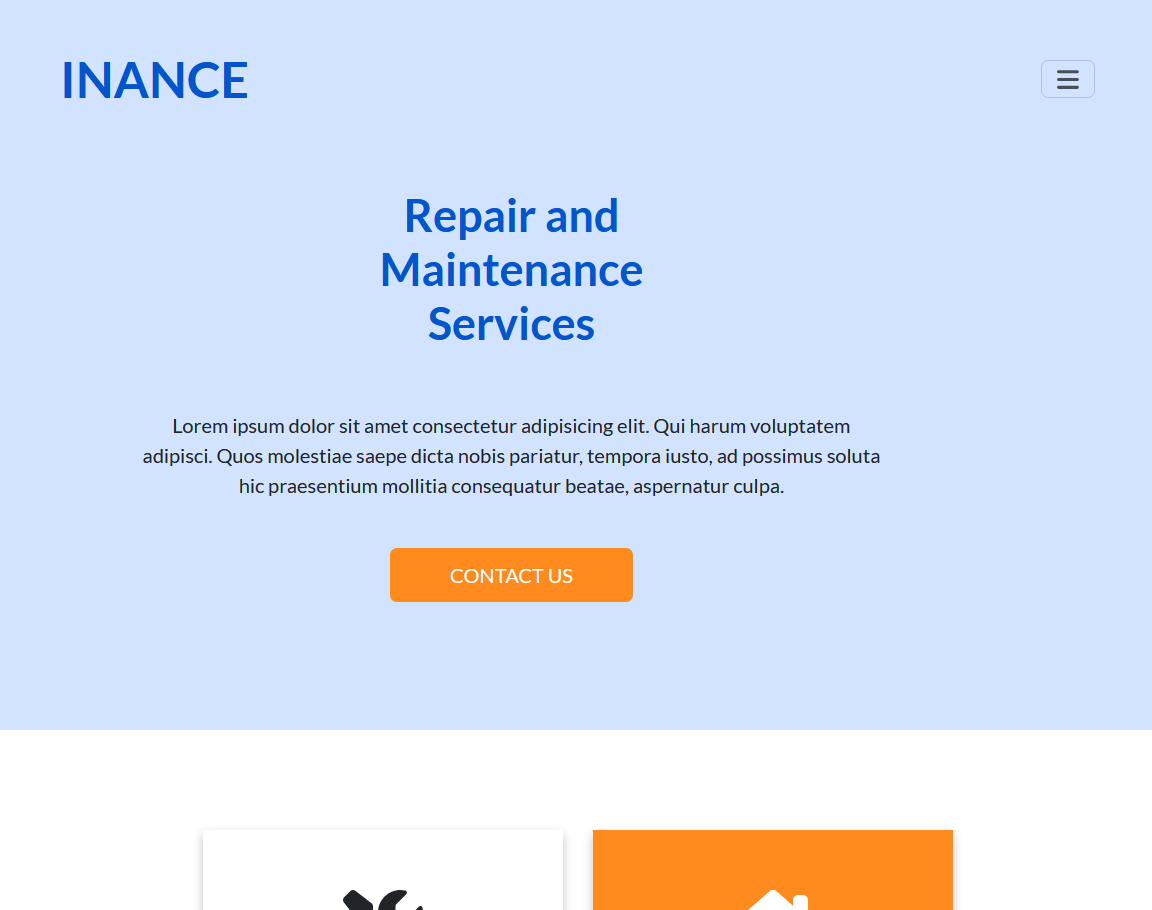 INANCE
Repair and
Maintenance
Services
Lorem ipsum dolor sit amet consectetur adipisicing elit. Qui harum voluptatem
adipisci. Quos molestiae saepe dicta nobis pariatur, tempora iusto, ad possimus soluta
hic praesentium mollitia consequatur beatae, aspernatur culpa.
CONTACT US